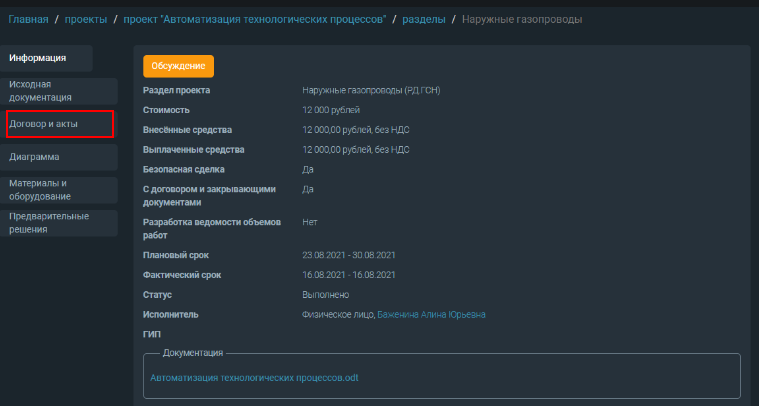 Главная / проекты / проект "Автоматизация технологических процессов" / разделы / Наружные газопроводы
Информация
Исходная
документация
Договор и акты
Диаграмма
Материалы и
оборудование
Предварительные
решения
Обсуждение
Раздел проекта Наружные газопроводы (РД.ГСН)
Стоимость 12 000 рублей
Внесённые средства 12 000,00 рублей, без НДС
Выплаченные средства 12 000,00 рублей, без НДС
Безопасная сделка Да
С договором и закрывающими Да
документами
Разработка ведомости объемов Нет
работ
Плановый срок 23.08.2021 - 30.08.2021
Фактический срок 16.08.2021 - 16.08.2021
Статус Выполнено
Исполнитель Физическое лицо, Баженина Алина Юрьевна
ГИП
Документация
Автоматизация технологических процессов.odt